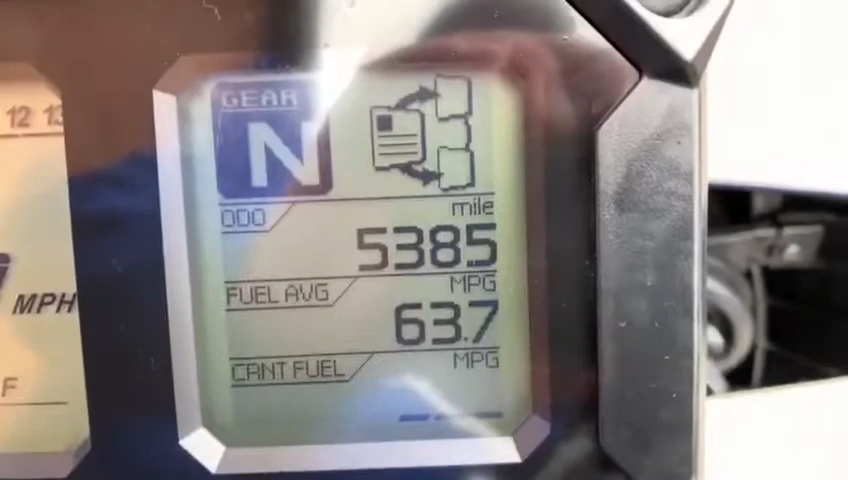 12 13
MPH
F
GEAR
N
ODO
mile
5385
FUEL AVG
MPG
63.7
CRNT FUEL
MPG